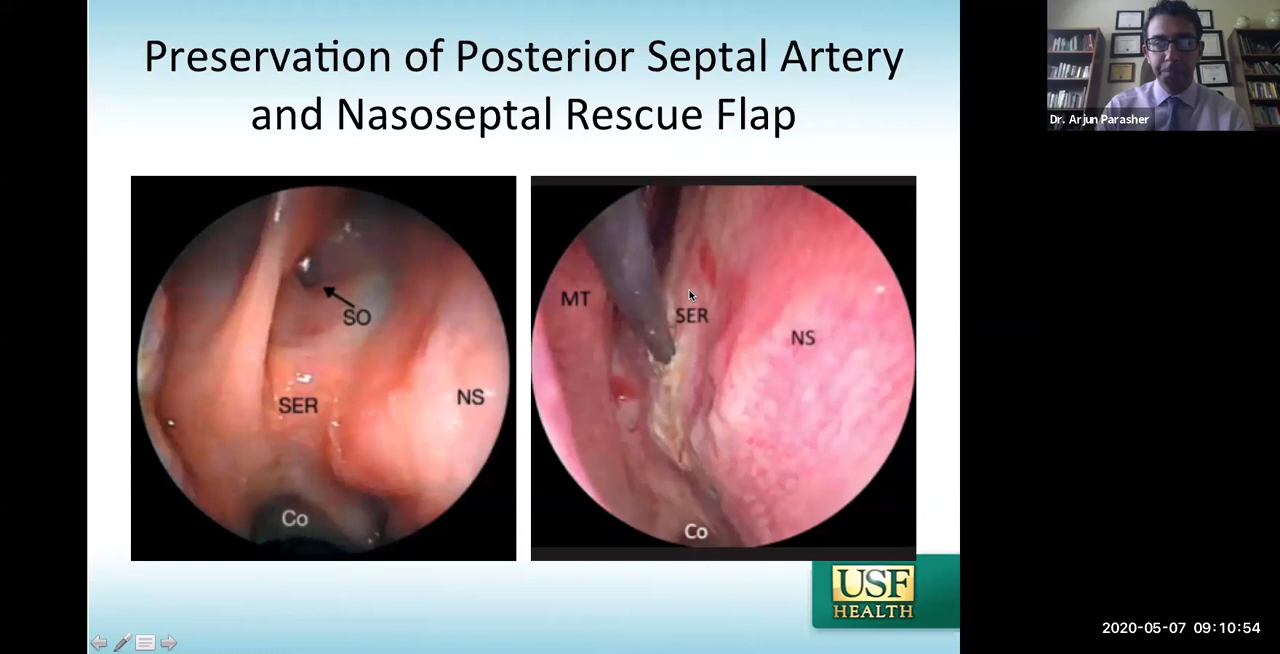 Preservation of Posterior Septal Artery
and Nasoseptal Rescue Flap
Dr. Arjun Parasher
SO
SER
NS
Co
MT
SER
NS
Co
USF
HEALTH
2020-05-07 09:10:54